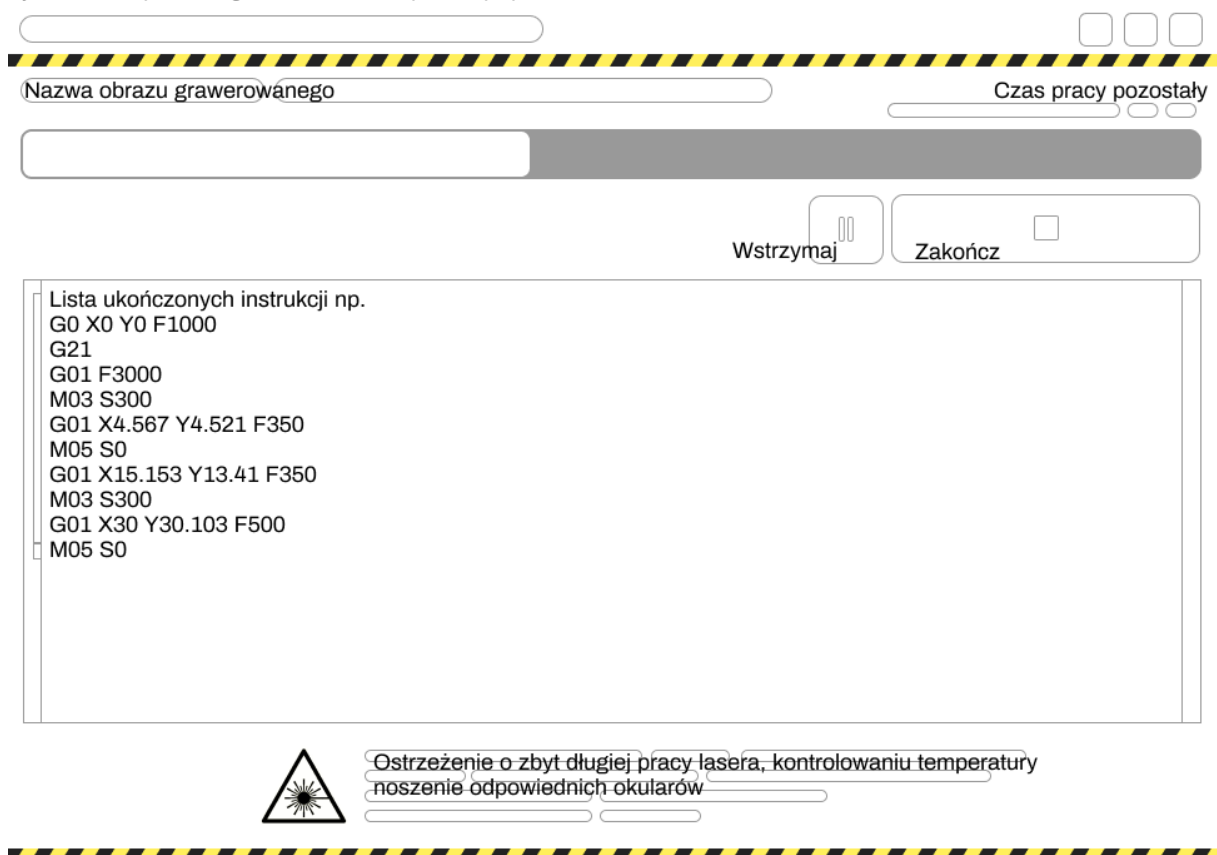 Nazwa obrazu grawerowanego
Czas pracy pozostały
Wstrzymaj
Zakończ
Lista ukończonych instrukcji np.
G0 X0 Y0 F1000
G21
G01 F3000
M03 S300
G01 X4.567 Y4.521 F350
M05 S0
G01 X15.153 Y13.41 F350
M03 S300
G01 X30 Y30.103 F500
M05 S0
Ostrzeżenie o zbyt długiej pracy lasera, kontrolowaniu temperatury
noszenie odpowiednich okularów